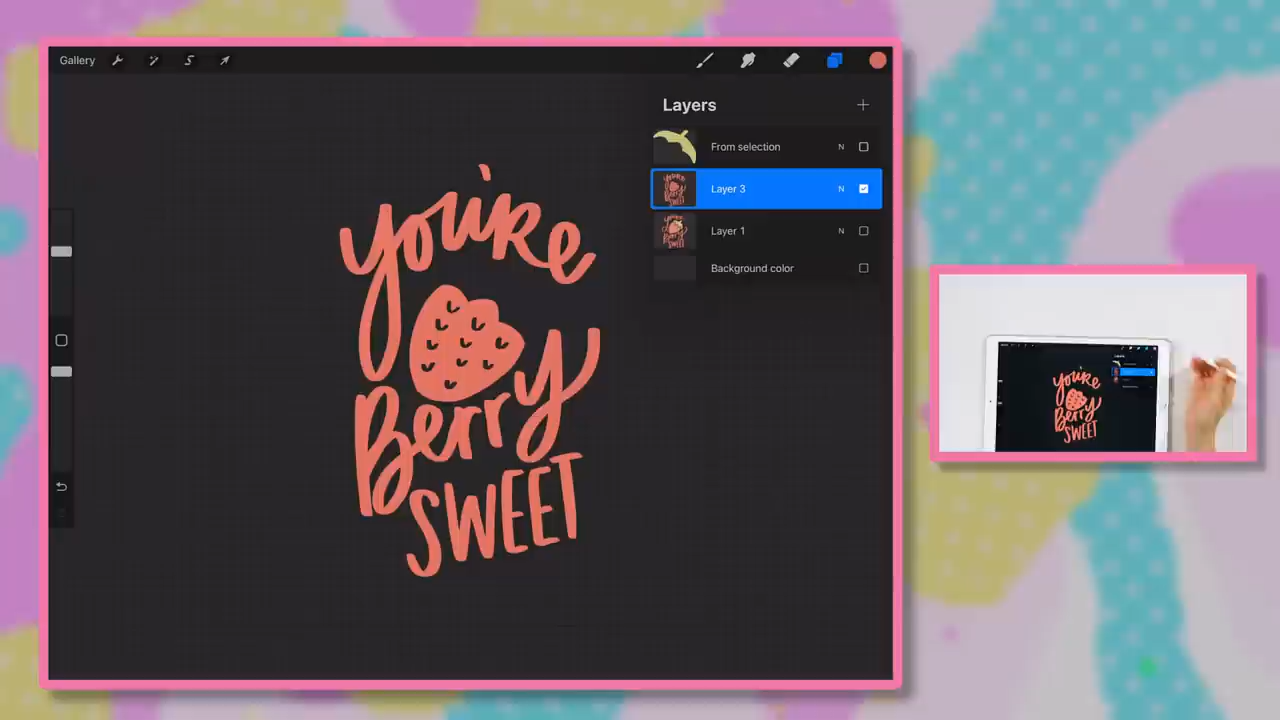 Gallery
Layers
From selection N
Layer 3 N
Layer 1 N
Background color
you're
Berry
SWEET